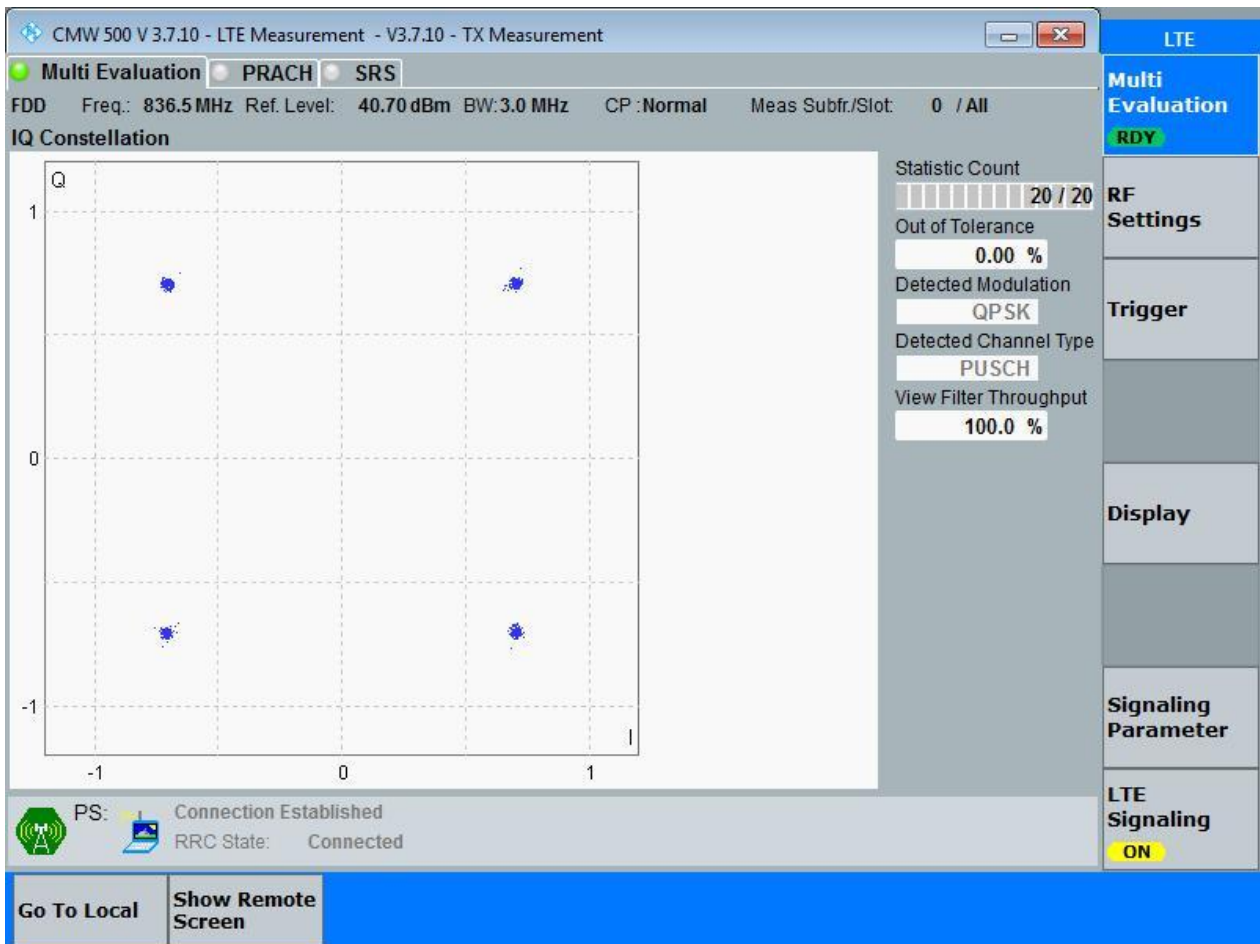 CMW 500 V 3.7.10 - LTE Measurement - V3.7.10 - TX Measurement
LTE
Multi Evaluation PRACH SRS
FDD Freq.: 836.5 MHz Ref. Level: 40.70 dBm BW: 3.0 MHz CP : Normal Meas Subfr./Slot: 0 / All
IQ Constellation
Q
1
0
-1
I
-1 0 1
Statistic Count
20 / 20
Out of Tolerance
0.00 %
Detected Modulation
QPSK
Detected Channel Type
PUSCH
View Filter Throughput
100.0 %
Multi
Evaluation
RDY
RF
Settings
Trigger
Display
Signaling
Parameter
LTE
Signaling
ON
PS: Connection Established
RRC State: Connected
Go To Local
Show Remote
Screen